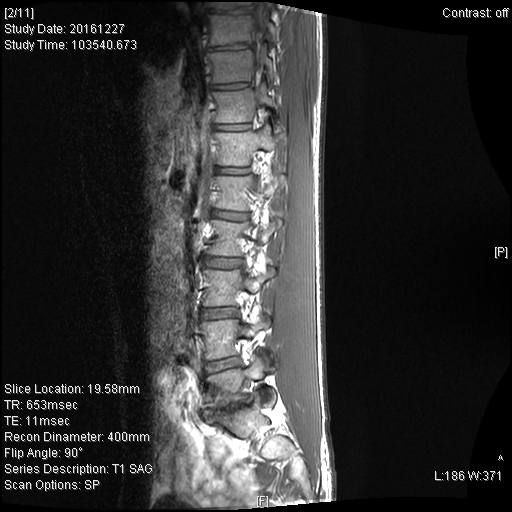 [2/11]
Study Date: 20161227
Study Time: 103540.673
Contrast: off
[P]
Slice Location: 19.58mm
TR: 653msec
TE: 11msec
Recon Dinameter: 400mm
Flip Angle: 90°
Series Description: T1 SAG
Scan Options: SP
A
L:186 W:371
[F]